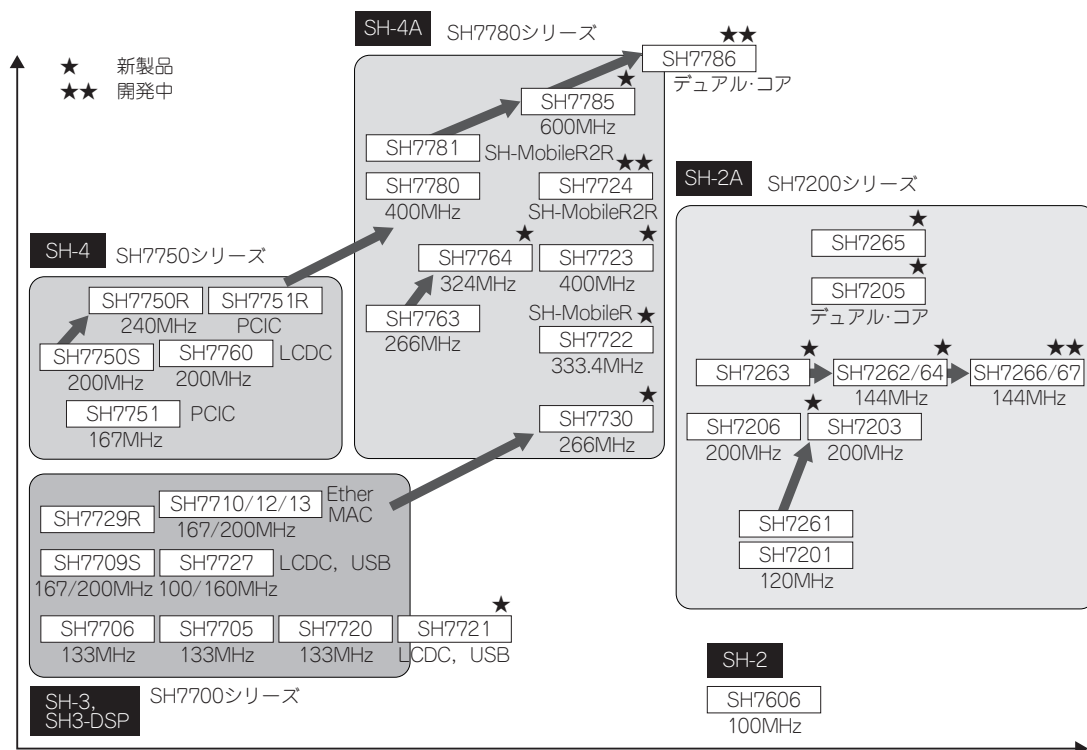 ★ 新製品
★★ 開発中
SH-4A SH7780シリーズ
★★
SH7786
デュアル・コア
★
SH7785
600MHz
SH7781
SH-MobileR2R
★★
SH7780
400MHz
SH7724
SH-MobileR2R
★
SH7764
324MHz
★
SH7723
400MHz
SH7763
266MHz
SH-MobileR
★
SH7722
333.4MHz
★
SH7730
266MHz
SH-4 SH7750シリーズ
SH7750R
240MHz
SH7751R
PCIC
SH7750S
200MHz
SH7760 LCDC
200MHz
SH7751 PCIC
167MHz
SH7729R
SH7710/12/13
167/200MHz
Ether
MAC
SH7709S
167/200MHz
SH7727 LCDC, USB
100/160MHz
SH7706
133MHz
SH7705
133MHz
SH7720
133MHz
★
SH7721
LCDC, USB
SH-3,
SH3-DSP
SH7700シリーズ
SH-2A SH7200シリーズ
★
SH7265
★
SH7205
デュアル・コア
★
SH7263
★
SH7262/64
144MHz
★★
SH7266/67
144MHz
SH7206
200MHz
★
SH7203
200MHz
SH7261
SH7201
120MHz
SH-2
SH7606
100MHz